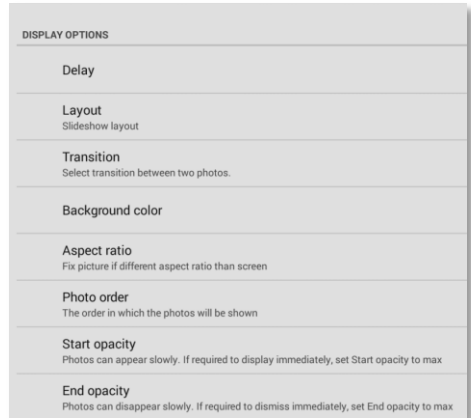 DISPLAY OPTIONS
Delay
Layout
Slideshow layout
Transition
Select transition between two photos.
Background color
Aspect ratio
Fix picture if different aspect ratio than screen
Photo order
The order in which the photos will be shown
Start opacity
Photos can appear slowly. If required to display immediately, set Start opacity to max
End opacity
Photos can disappear slowly. If required to dismiss immediately, set End opacity to max